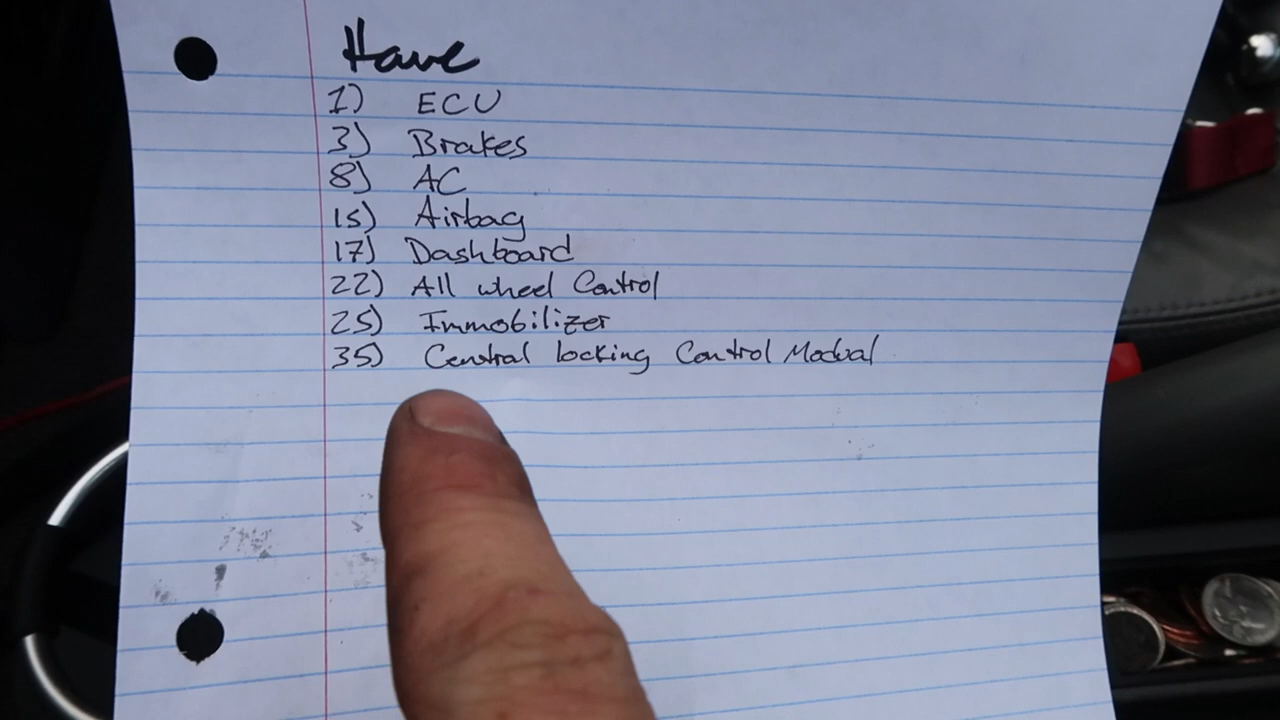 Have
1) ECU
3) Brakes
8) AC
15) Airbag
17) Dashboard
22) All wheel Control
25) Immobilizer
35) Central locking Control Modual